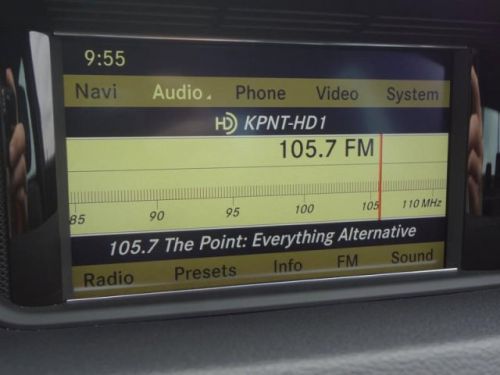 9:55
Navi Audio Phone Video System
HD KPNT-HD1
105.7 FM
85 90 95 100 105 110 MHz
105.7 The Point: Everything Alternative
Radio Presets Info FM Sound